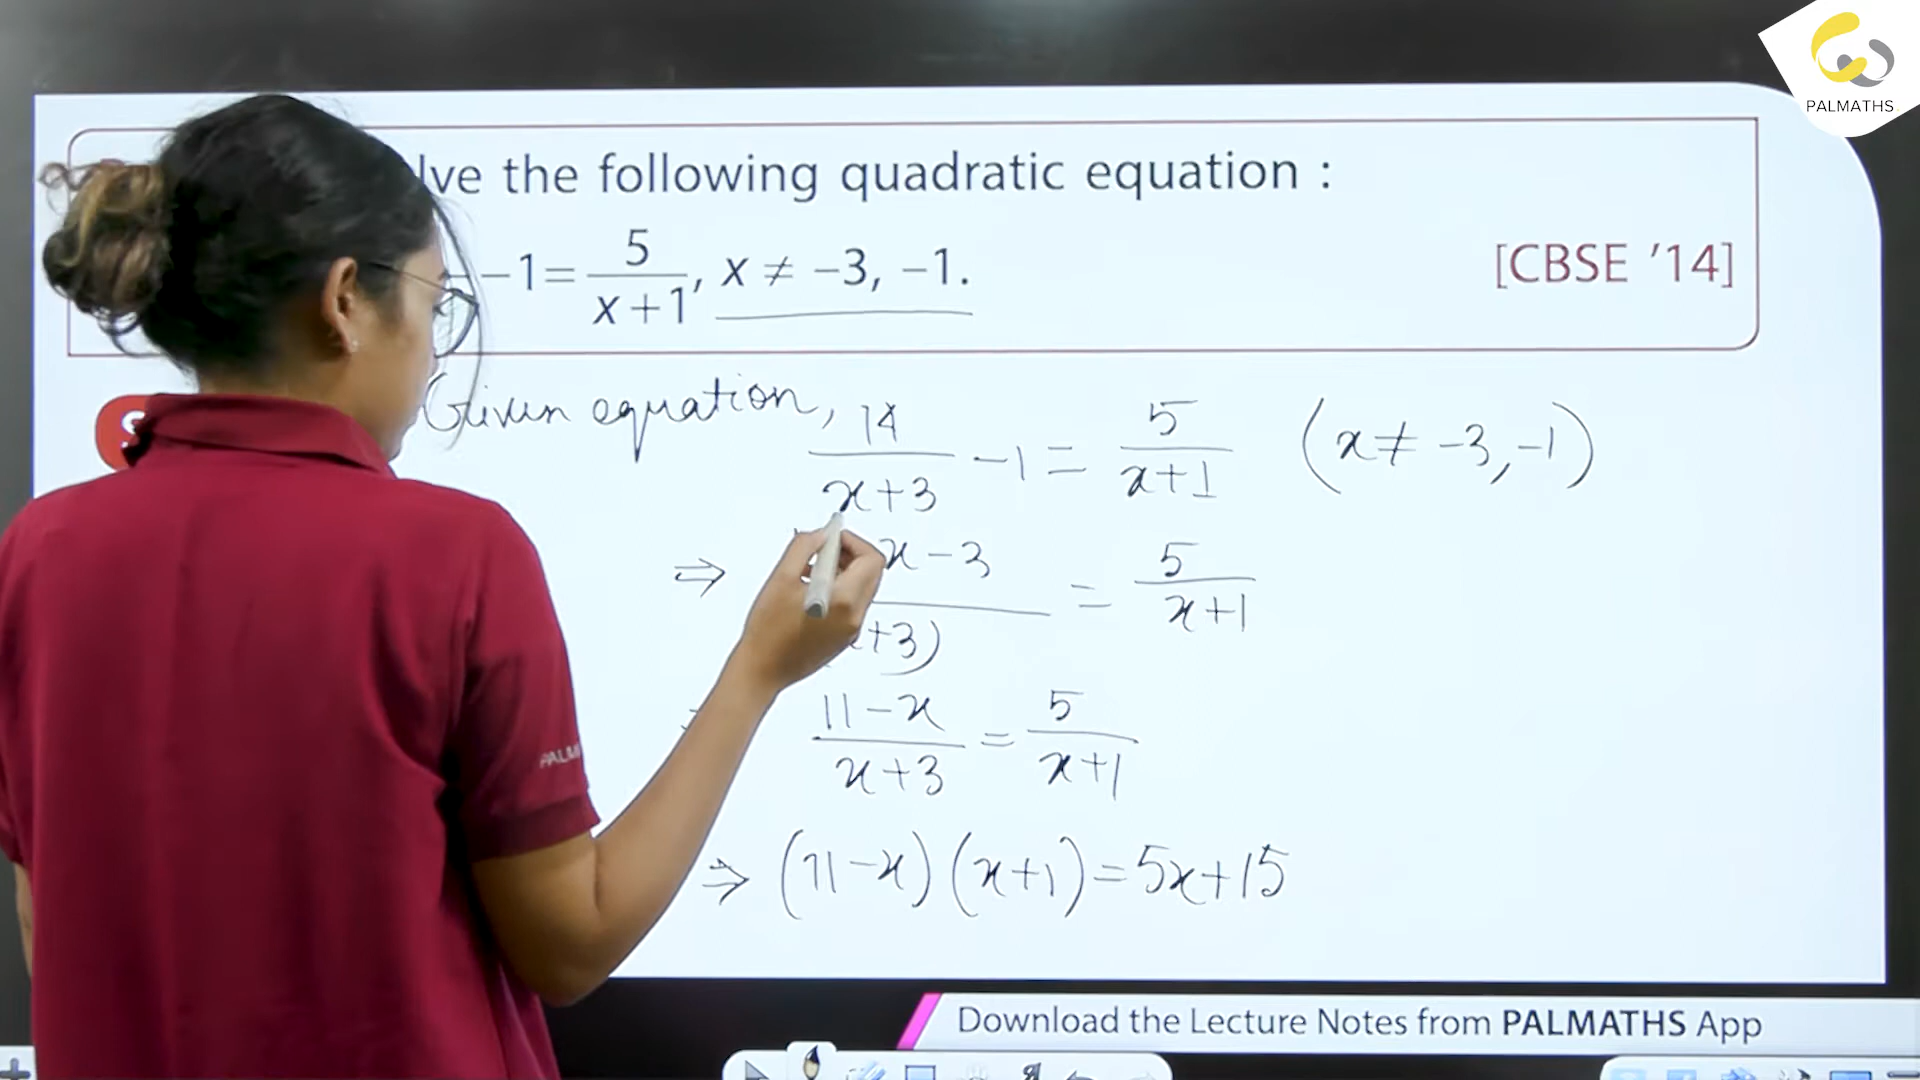 PALMATHS
lve the following quadratic equation :
−1 = 5/(x+1), x ≠ −3, −1.
[CBSE '14]
Given equation, 14/(x+3) −1 = 5/(x+1) (x ≠ −3, −1)
⇒ x − 3 / +3) = 5/(x+1)
(11 − x)/(x+3) = 5/(x+1)
⇒ (11 − x) (x+1) = 5x+15
PALM
Download the Lecture Notes from PALMATHS App